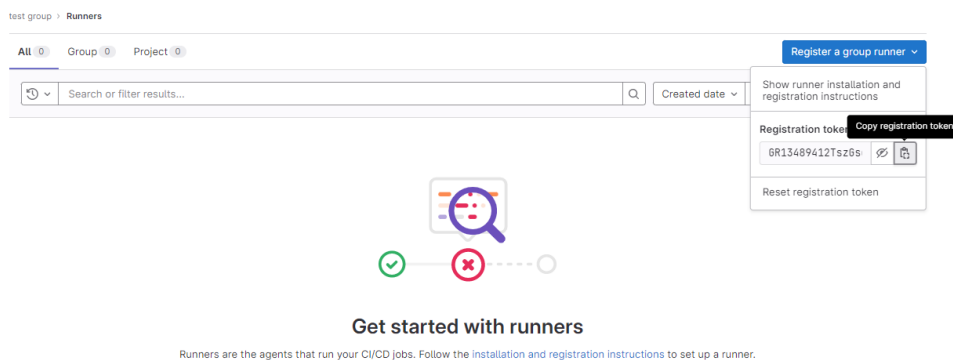 test group › Runners
All 0 Group 0 Project 0
Register a group runner
Search or filter results...
Created date
Show runner installation and
registration instructions
Registration token
Copy registration token
GR13489412TszGs
Reset registration token
Get started with runners
Runners are the agents that run your CI/CD jobs. Follow the installation and registration instructions to set up a runner.